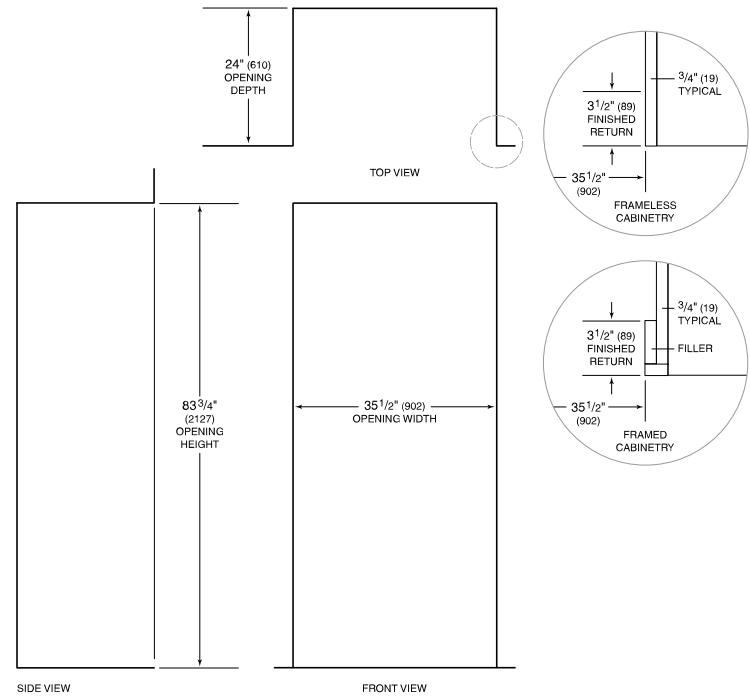 24" (610)
OPENING
DEPTH
TOP VIEW
3/4" (19)
TYPICAL
3 1/2" (89)
FINISHED
RETURN
35 1/2"
(902)
FRAMELESS
CABINETRY
3/4" (19)
TYPICAL
3 1/2" (89)
FINISHED
RETURN
FILLER
35 1/2"
(902)
FRAMED
CABINETRY
83 3/4"
(2127)
OPENING
HEIGHT
35 1/2" (902)
OPENING WIDTH
SIDE VIEW
FRONT VIEW